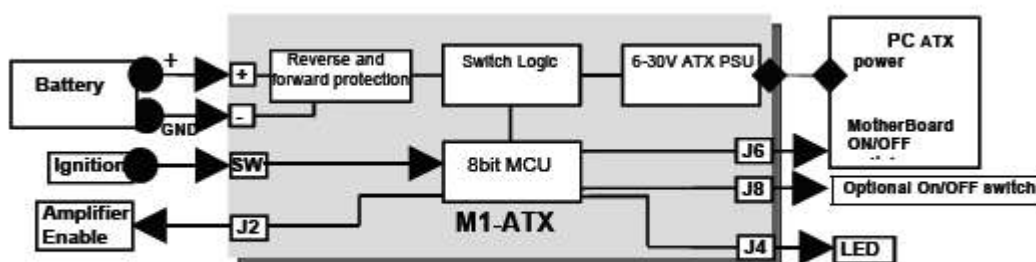 Battery
+
GND
+
-
Reverse and
forward protection
Switch Logic
6-30V ATX PSU
PC ATX
power
MotherBoard
ON/OFF
Ignition
SW
8bit MCU
J6
J8
Optional On/OFF switch
Amplifier
Enable
J2
M1-ATX
J4
LED